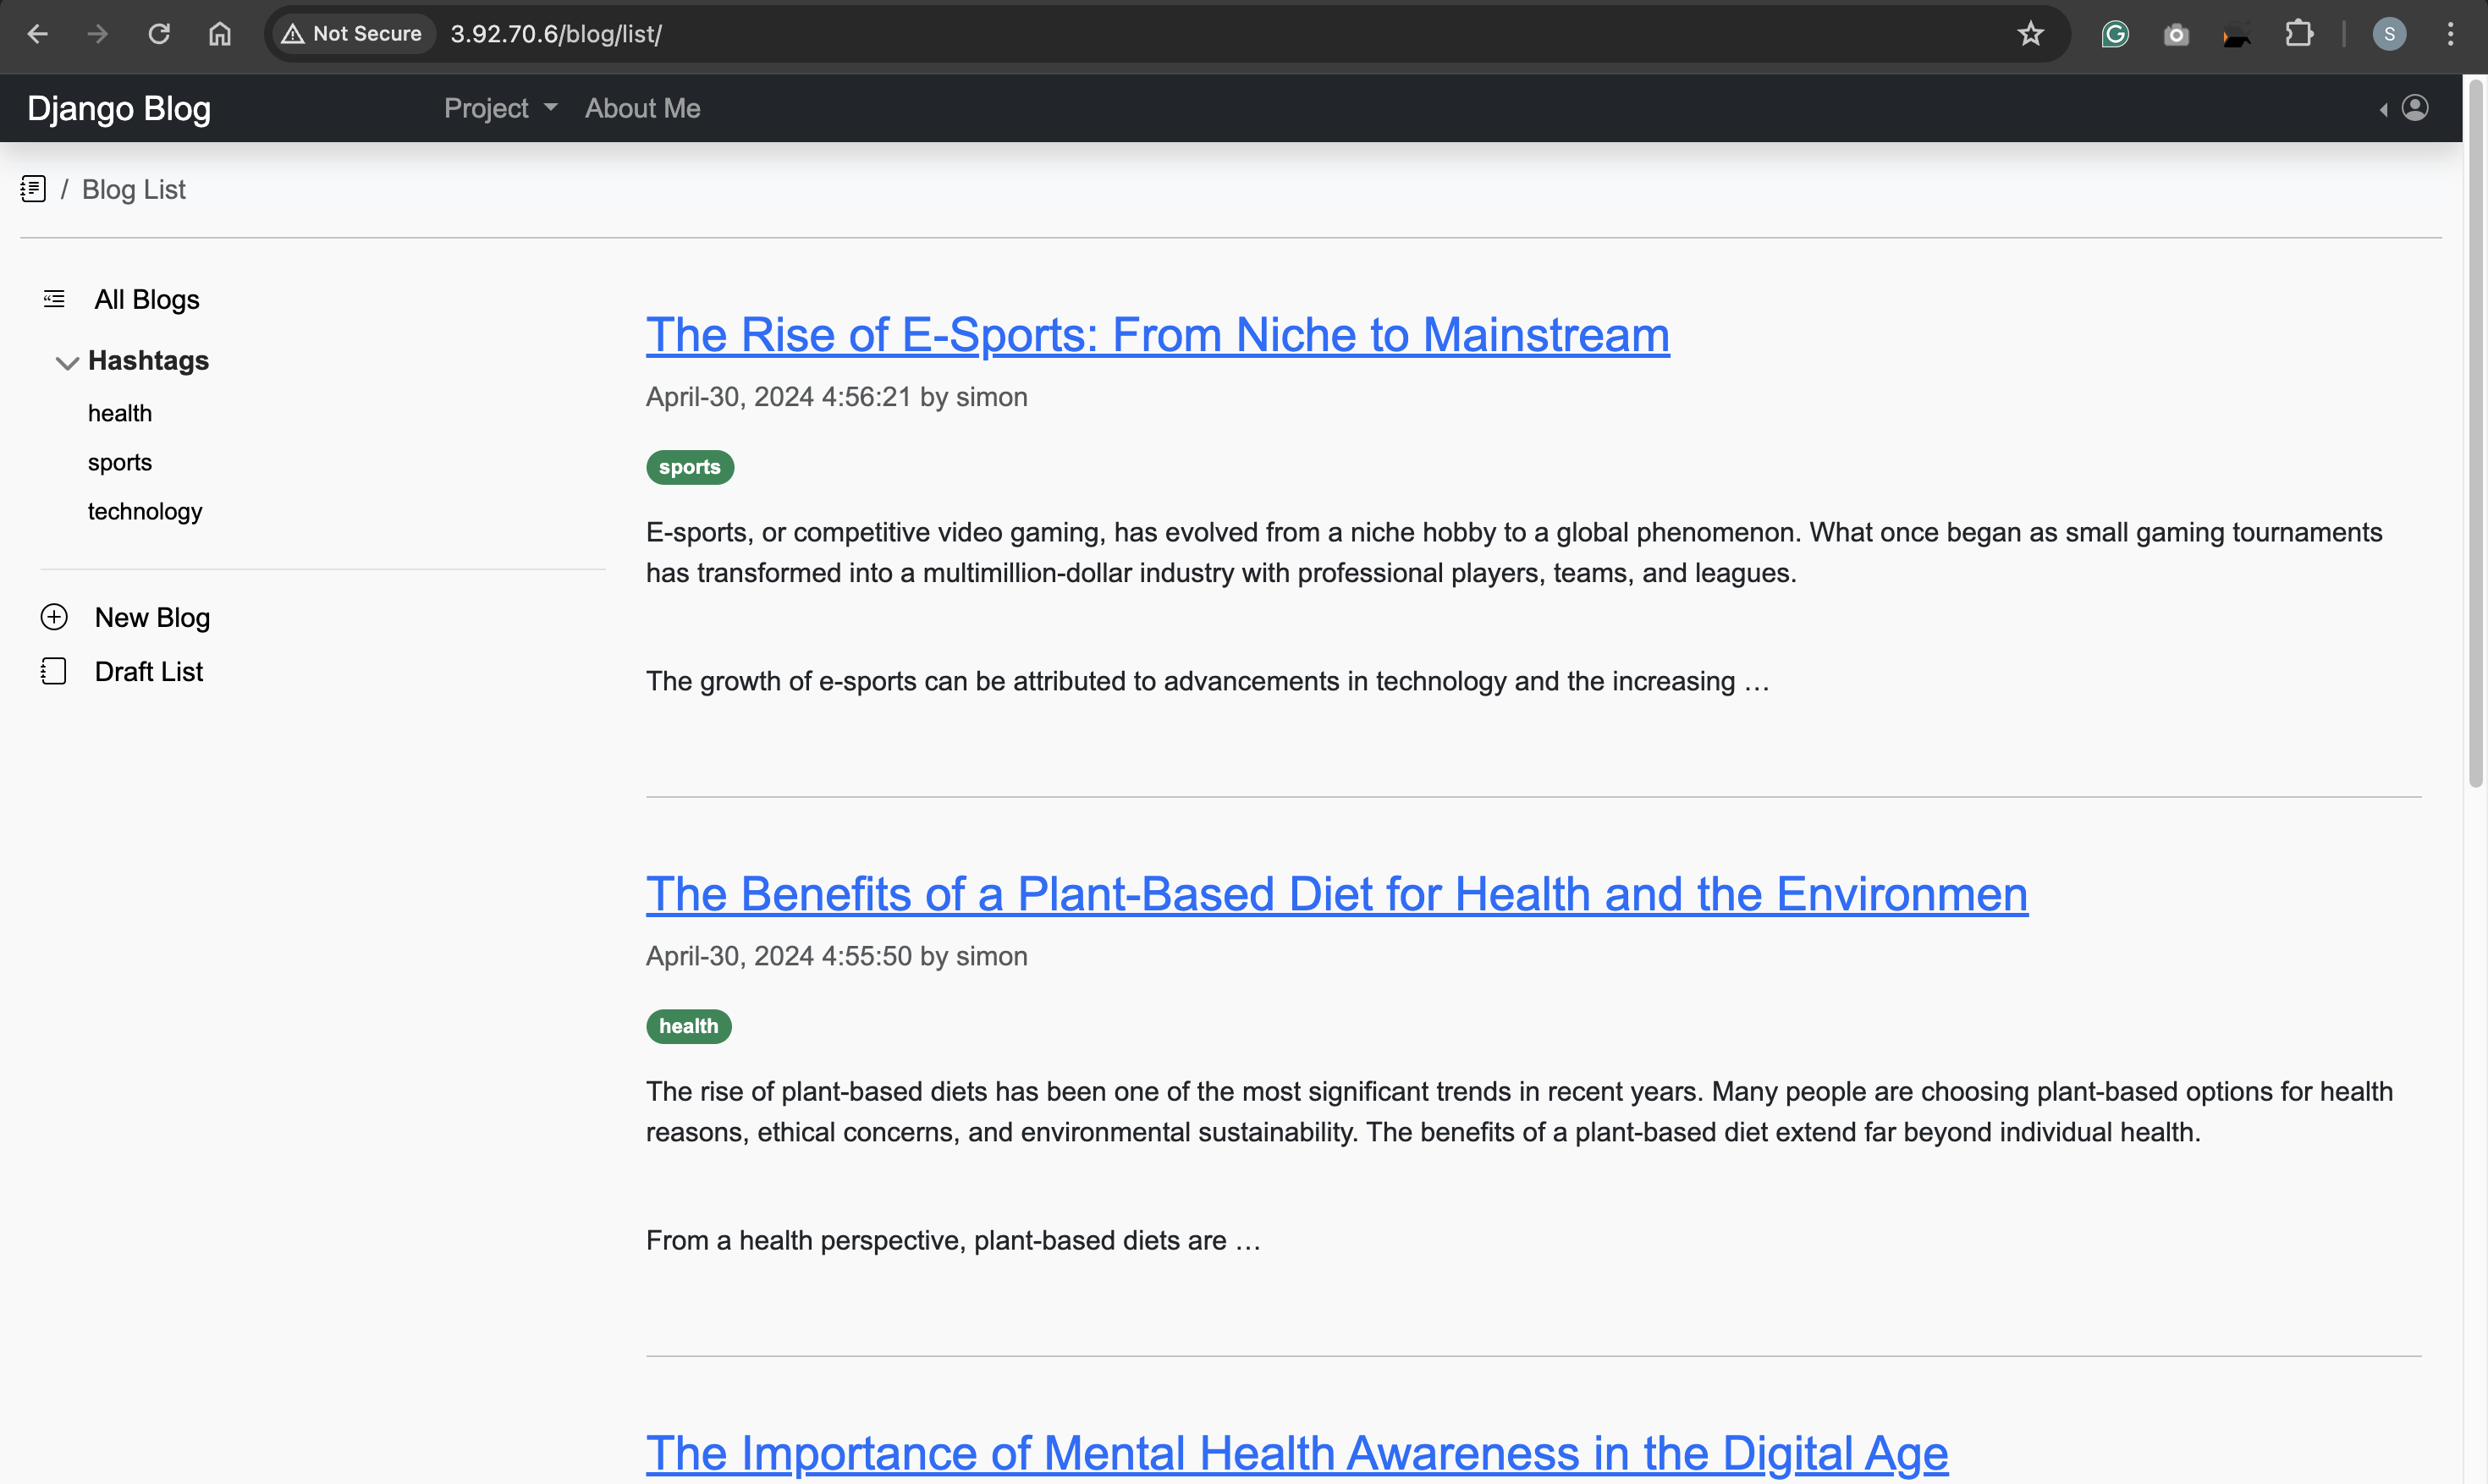 Not Secure 3.92.70.6/blog/list/ S
Django Blog Project About Me
/ Blog List
All Blogs
Hashtags
health
sports
technology
New Blog
Draft List
The Rise of E-Sports: From Niche to Mainstream
April-30, 2024 4:56:21 by simon
sports
E-sports, or competitive video gaming, has evolved from a niche hobby to a global phenomenon. What once began as small gaming tournaments
has transformed into a multimillion-dollar industry with professional players, teams, and leagues.
The growth of e-sports can be attributed to advancements in technology and the increasing …
The Benefits of a Plant-Based Diet for Health and the Environmen
April-30, 2024 4:55:50 by simon
health
The rise of plant-based diets has been one of the most significant trends in recent years. Many people are choosing plant-based options for health
reasons, ethical concerns, and environmental sustainability. The benefits of a plant-based diet extend far beyond individual health.
From a health perspective, plant-based diets are …
The Importance of Mental Health Awareness in the Digital Age